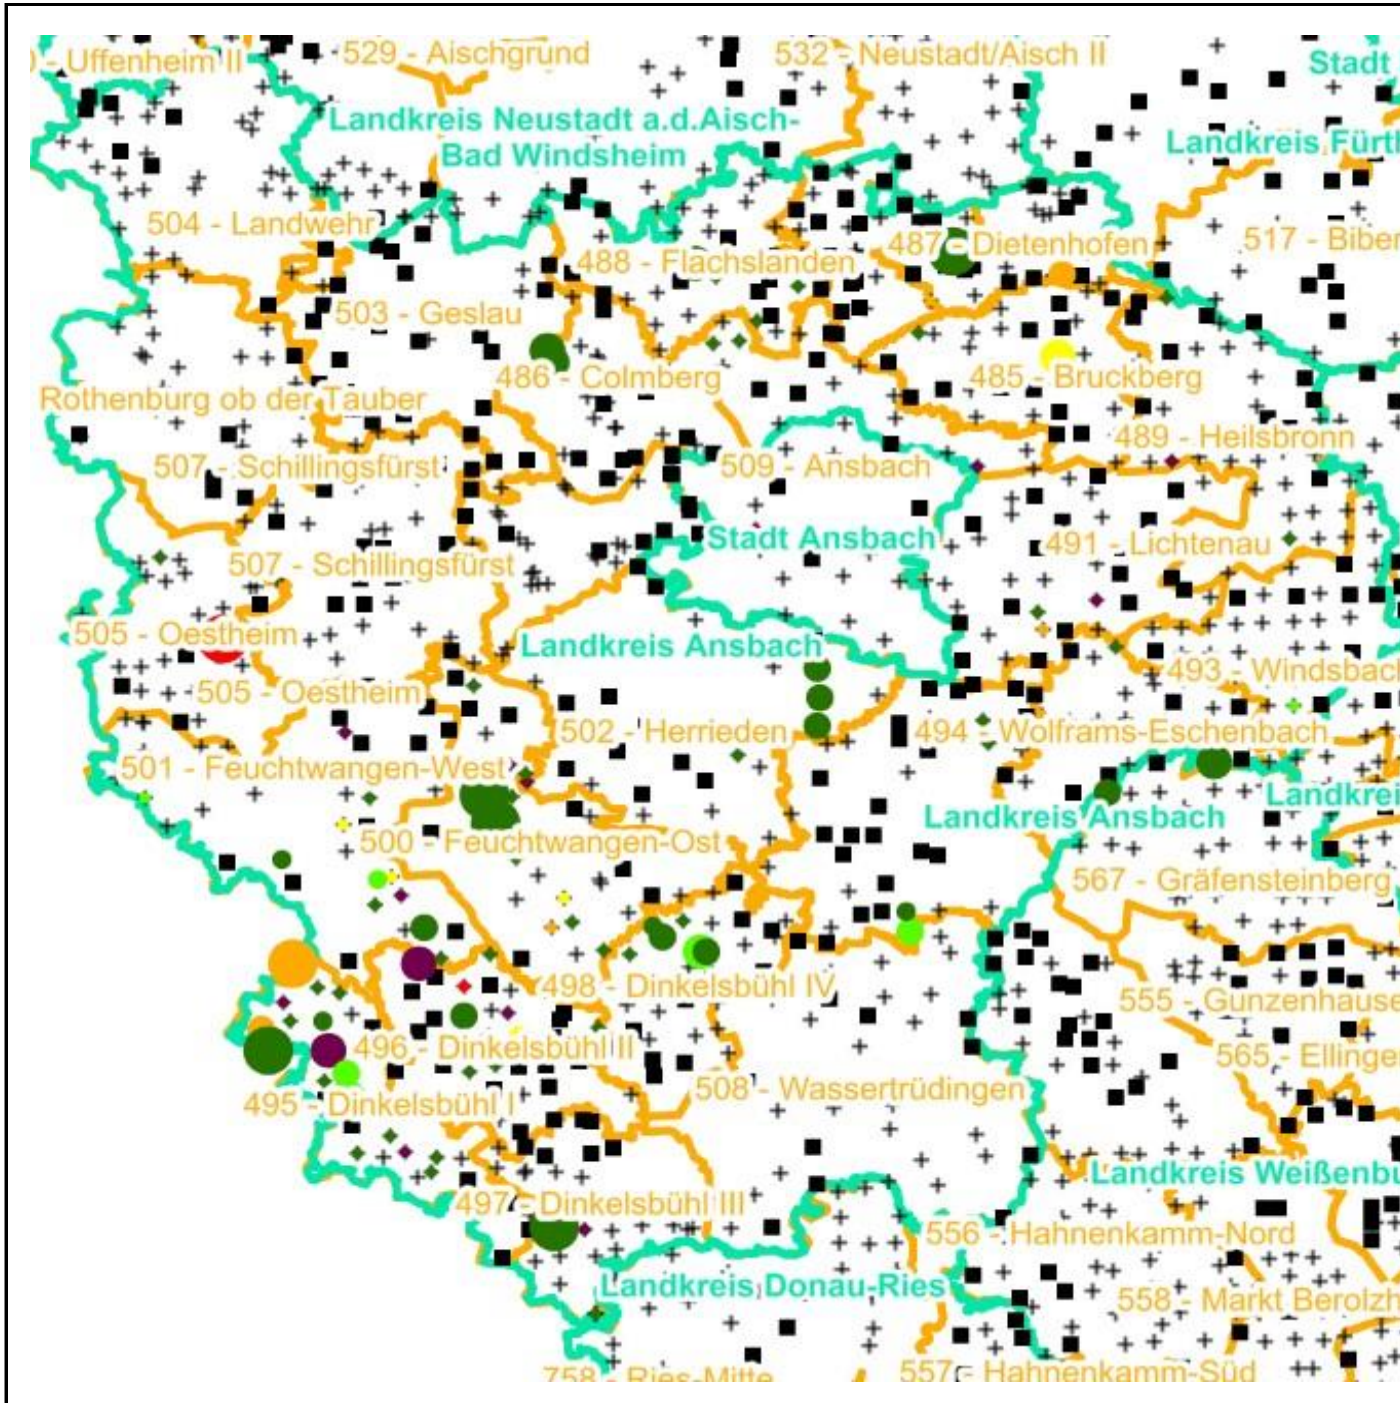 529 - Aischgrund
532 - Neustadt/Aisch II
Uffenheim II
Stadt
Landkreis Neustadt a.d.Aisch-
Bad Windsheim
Landkreis Fürth
504 - Landwehr
487 - Dietenhofen
517 - Biber
488 - Flachslanden
503 - Geslau
486 - Colmberg
485 - Bruckberg
Rothenburg ob der Tauber
489 - Heilsbronn
507 - Schillingsfürst
509 - Ansbach
Stadt Ansbach
491 - Lichtenau
507 - Schilllingsfürst
505 - Oestheim
Landkreis Ansbach
493 - Windsbach
505 - Oestheim
502 - Herrieden
494 - Wolframs-Eschenbach
501 - Feuchtwangen-West
Landkrei
Landkreis Ansbach
500 - Feuchtwangen-Ost
567 - Gräfensteinberg
498 - Dinkelsbühl IV
555 - Gunzenhause
496 - Dinkelsbühl II
565 - Ellinge
508 - Wassertrüdingen
495 - Dinkelsbühl I
Landkreis Weißenbu
497 - Dinkelsbühl III
556 - Hahnenkamm-Nord
Landkreis Donau-Ries
558 - Markt Berolzh
758 - Ries-Mitte
557 - Hahnenkamm-Süd